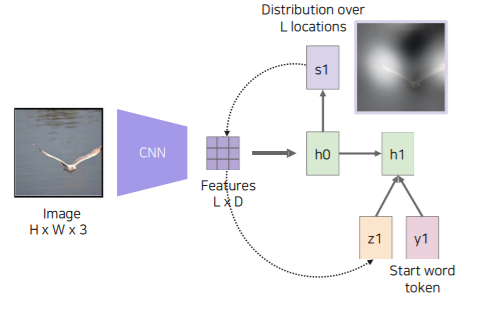 Distribution over
L locations
s1
CNN
h0
h1
Features
L x D
Image
H x W x 3
z1
y1
Start word
token